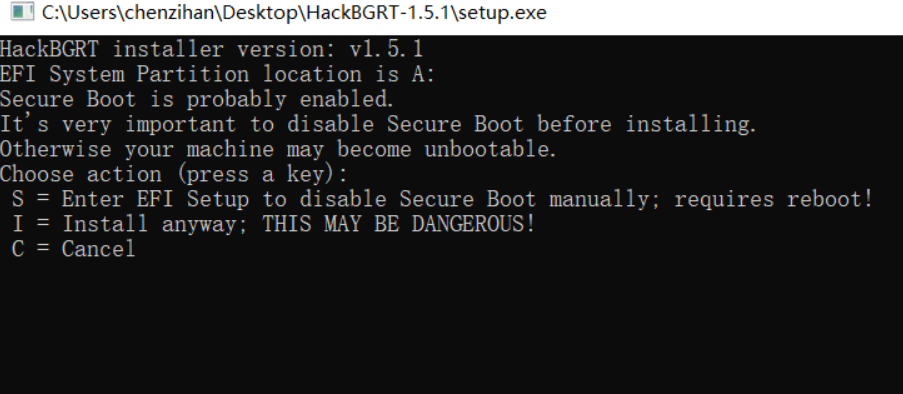 C:\Users\chenzihan\Desktop\HackBGRT-1.5.1\setup.exe
HackBGRT installer version: v1.5.1
EFI System Partition location is A:
Secure Boot is probably enabled.
It's very important to disable Secure Boot before installing.
Otherwise your machine may become unbootable.
Choose action (press a key):
S = Enter EFI Setup to disable Secure Boot manually; requires reboot!
I = Install anyway; THIS MAY BE DANGEROUS!
C = Cancel